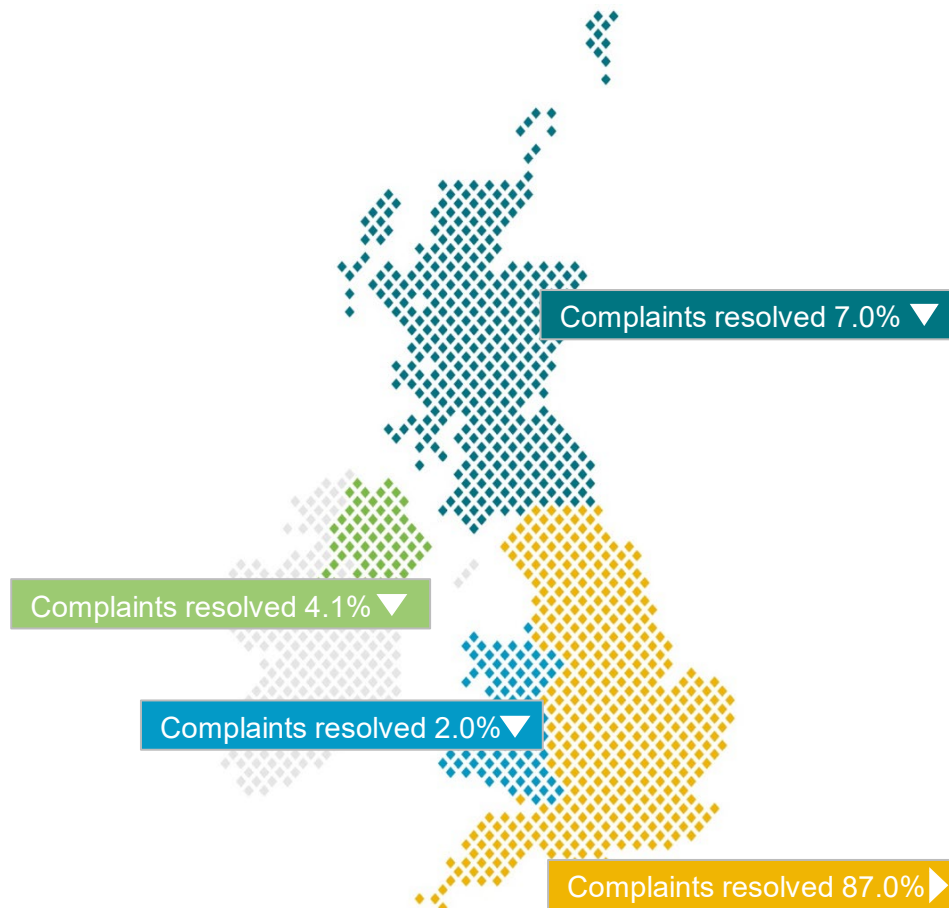 Complaints resolved 7.0%
Complaints resolved 4.1%
Complaints resolved 2.0%
Complaints resolved 87.0%